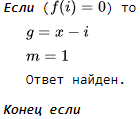 Если (f(i) = 0) то
g = x − i
m = 1
Ответ найден.
Конец если